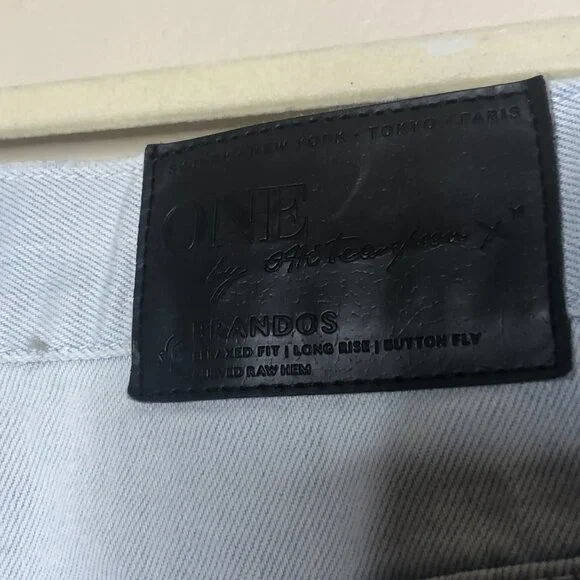 NEW YORK · TOKYO · PARIS
ONE
by
BRANDOS
RELAXED FIT | LONG RISE | BUTTON FLY
RAW HEM